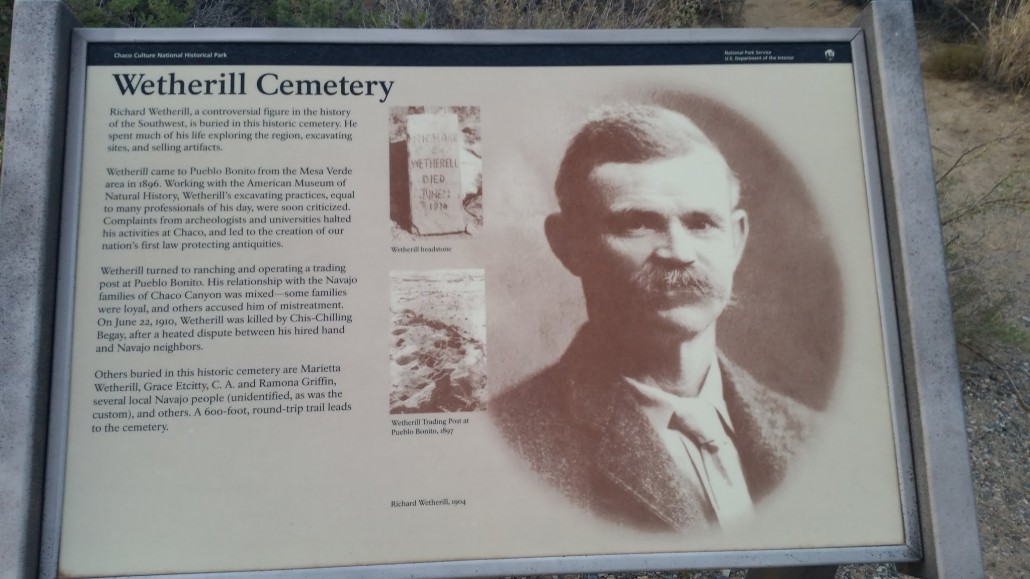 Chaco Culture National Historical Park
National Park Service
U.S. Department of the Interior
Wetherill Cemetery
Richard Wetherill, a controversial figure in the history
of the Southwest, is buried in this historic cemetery. He
spent much of his life exploring the region, excavating
sites, and selling artifacts.
Wetherill came to Pueblo Bonito from the Mesa Verde
area in 1896. Working with the American Museum of
Natural History, Wetherill's excavating practices, equal
to many professionals of his day, were soon criticized.
Complaints from archeologists and universities halted
his activities at Chaco, and led to the creation of our
nation's first law protecting antiquities.
Wetherill turned to ranching and operating a trading
post at Pueblo Bonito. His relationship with the Navajo
families of Chaco Canyon was mixed—some families
were loyal, and others accused him of mistreatment.
On June 22, 1910, Wetherill was killed by Chis-Chilling
Begay, after a heated dispute between his hired hand
and Navajo neighbors.
Others buried in this historic cemetery are Marietta
Wetherill, Grace Etcitty, C. A. and Ramona Griffin,
several local Navajo people (unidentified, as was the
custom), and others. A 600-foot, round-trip trail leads
to the cemetery.
RICHARD
WETHERILL
DIED
Wetherill headstone
Wetherill Trading Post at
Pueblo Bonito, 1897
Richard Wetherill, 1904